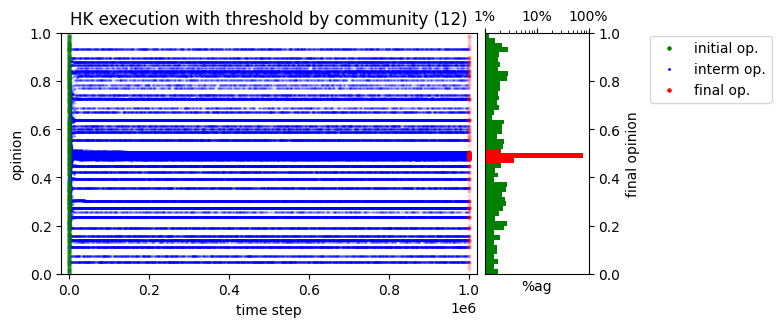 HK execution with threshold by community (12)
1% 10% 100%
initial op.
interm op.
final op.
opinion
1.0
0.8
0.6
0.4
0.2
0.0
0.0 0.2 0.4 0.6 0.8 1.0
1e6
time step
%ag
1.0
0.8
0.6
0.4
0.2
0.0
final opinion